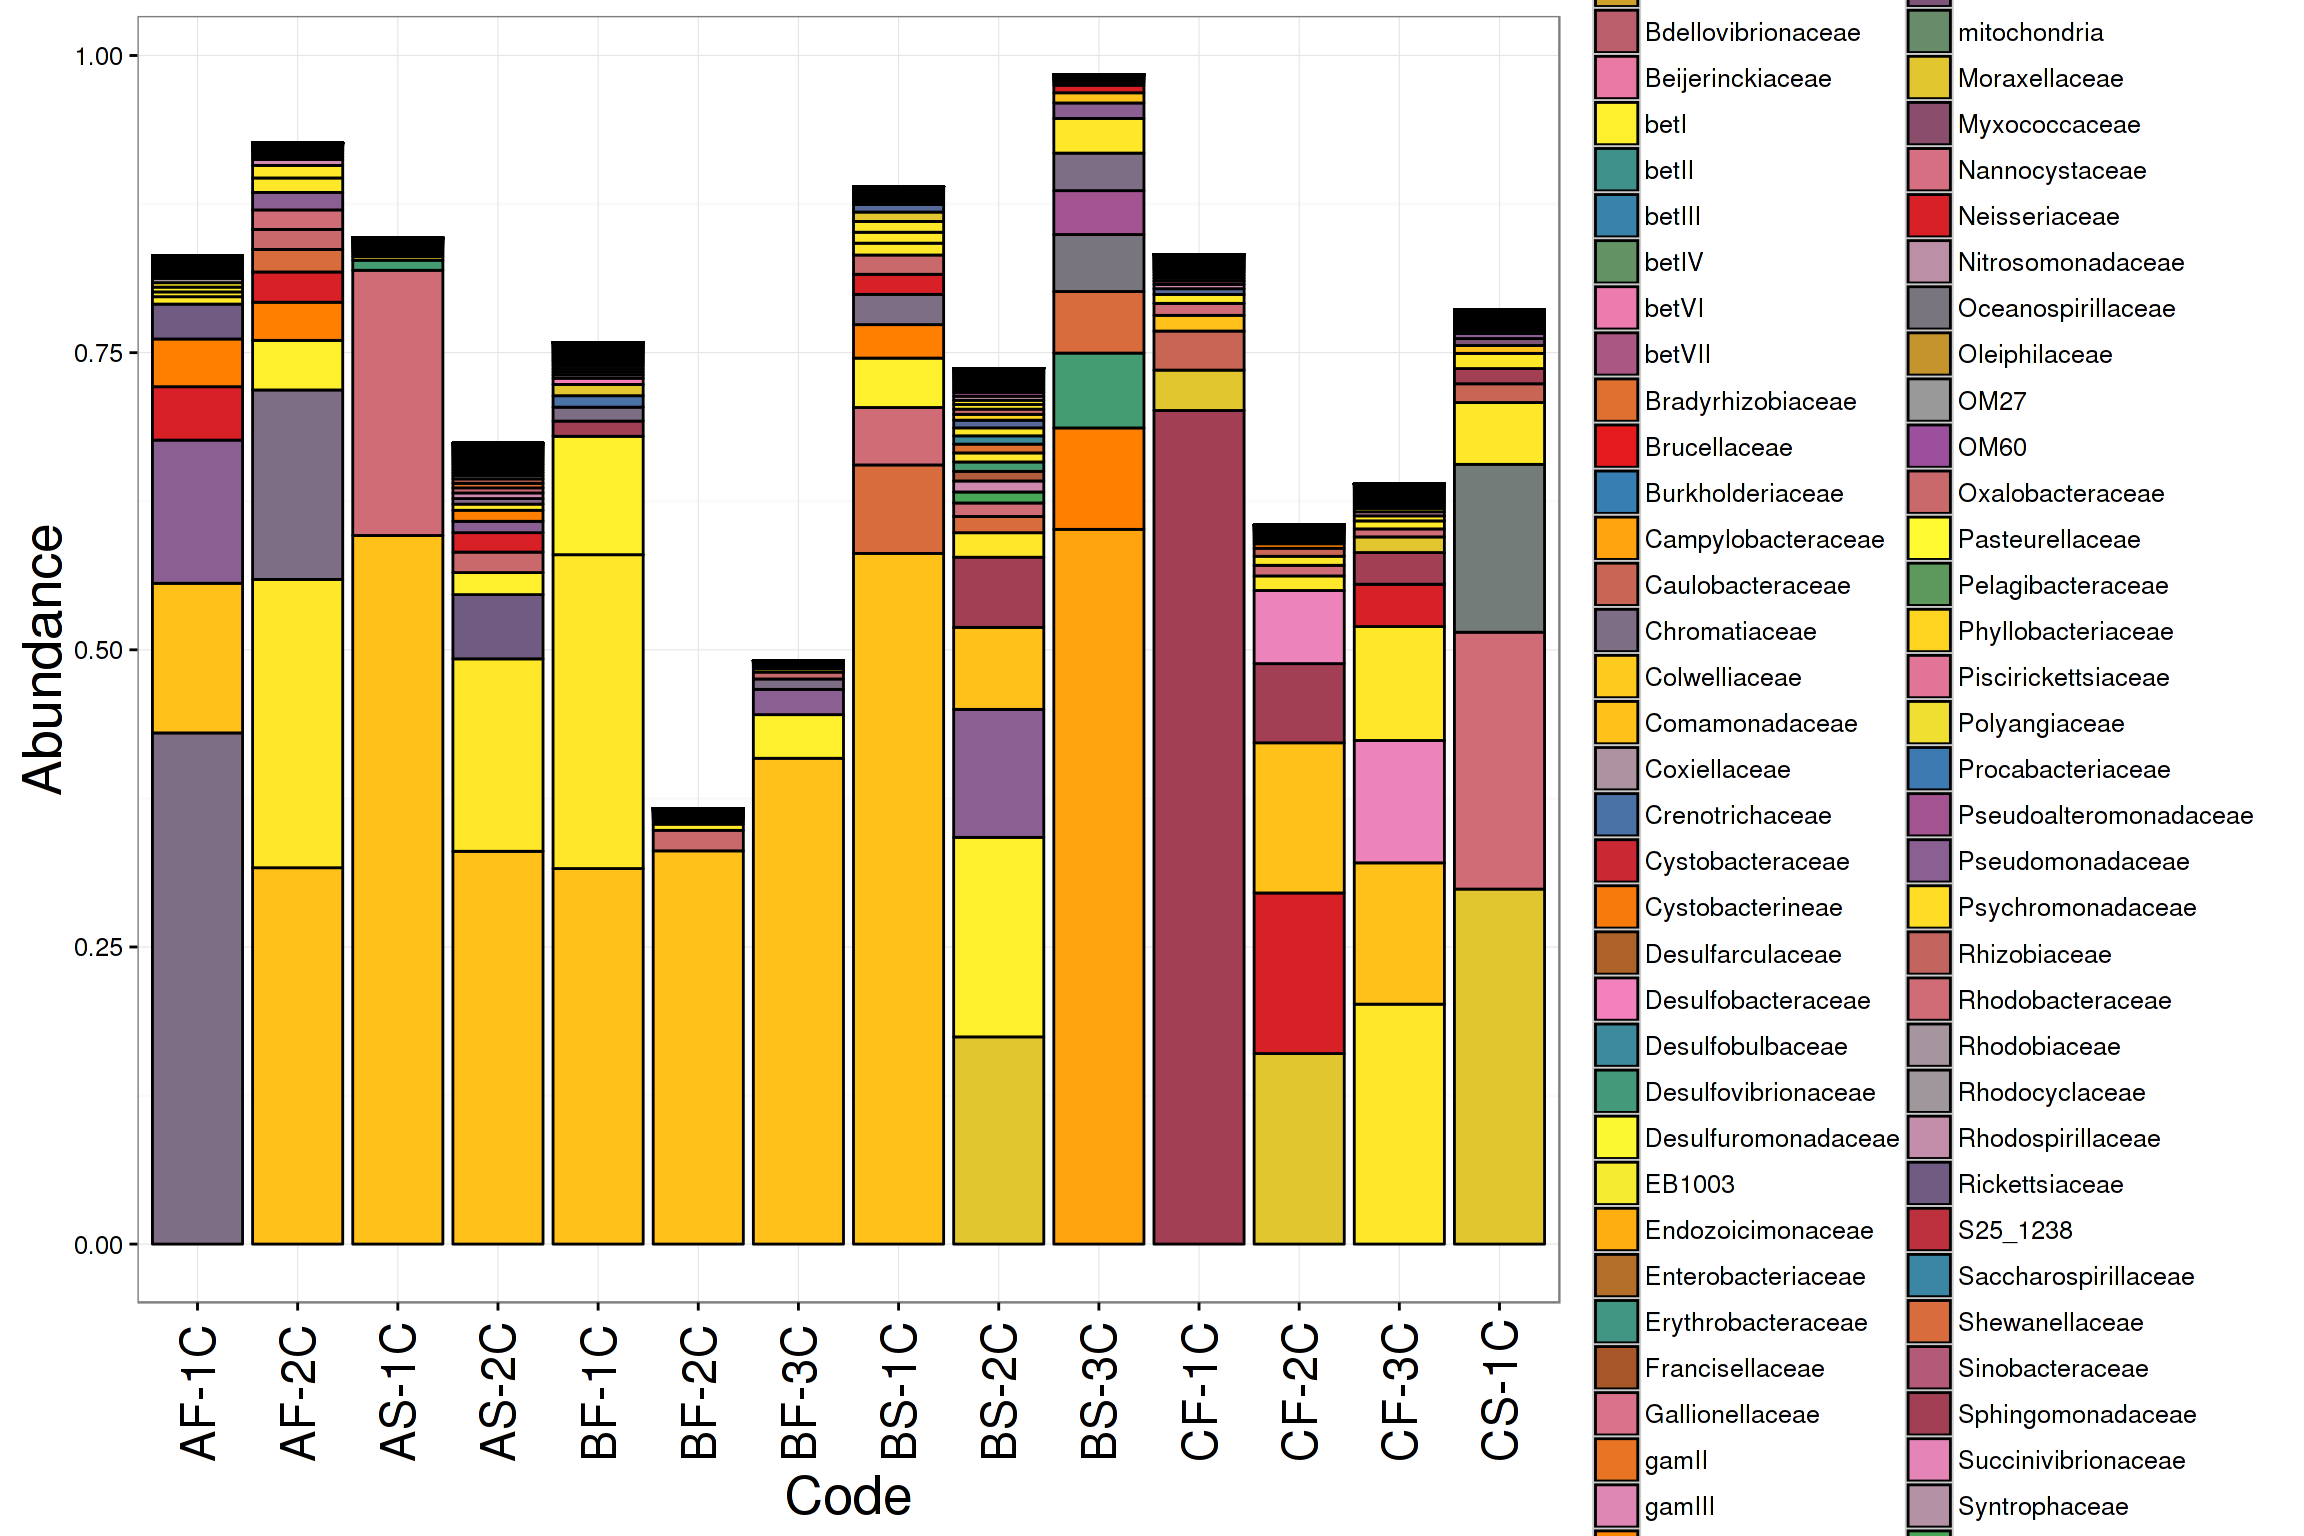 Abundance
1.00
0.75
0.50
0.25
0.00
AF-1C
AF-2C
AS-1C
AS-2C
BF-1C
BF-2C
BF-3C
BS-1C
BS-2C
BS-3C
CF-1C
CF-2C
CF-3C
CS-1C
Code
Bdellovibrionaceae
Beijerinckiaceae
betI
betII
betIII
betIV
betVI
betVII
Bradyrhizobiaceae
Brucellaceae
Burkholderiaceae
Campylobacteraceae
Caulobacteraceae
Chromatiaceae
Colwelliaceae
Comamonadaceae
Coxiellaceae
Crenotrichaceae
Cystobacteraceae
Cystobacterineae
Desulfarculaceae
Desulfobacteraceae
Desulfobulbaceae
Desulfovibrionaceae
Desulfuromonadaceae
EB1003
Endozoicimonaceae
Enterobacteriaceae
Erythrobacteraceae
Francisellaceae
Gallionellaceae
gamII
gamIII
mitochondria
Moraxellaceae
Myxococcaceae
Nannocystaceae
Neisseriaceae
Nitrosomonadaceae
Oceanospirillaceae
Oleiphilaceae
OM27
OM60
Oxalobacteraceae
Pasteurellaceae
Pelagibacteraceae
Phyllobacteriaceae
Piscirickettsiaceae
Polyangiaceae
Procabacteriaceae
Pseudoalteromonadaceae
Pseudomonadaceae
Psychromonadaceae
Rhizobiaceae
Rhodobacteraceae
Rhodobiaceae
Rhodocyclaceae
Rhodospirillaceae
Rickettsiaceae
S25_1238
Saccharospirillaceae
Shewanellaceae
Sinobacteraceae
Sphingomonadaceae
Succinivibrionaceae
Syntrophaceae